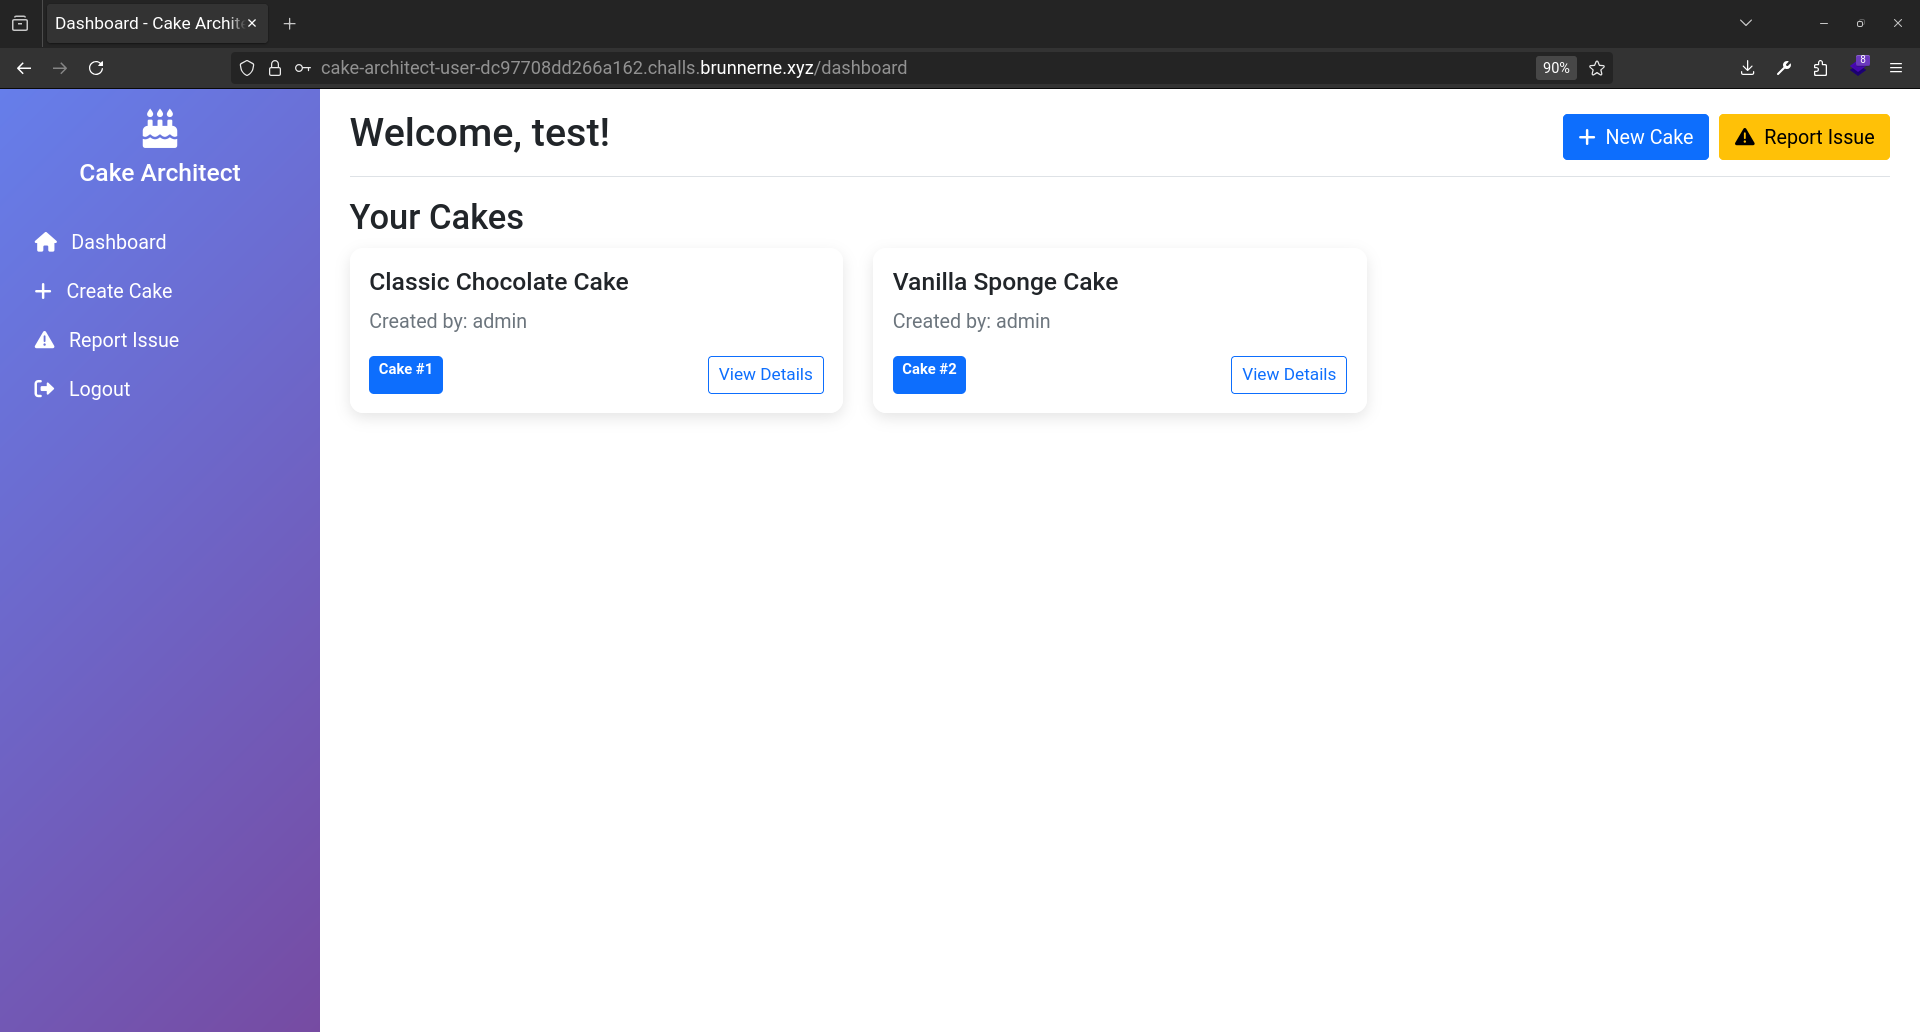 Dashboard - Cake Archit
cake-architect-user-dc97708dd266a162.challs.brunnerne.xyz/dashboard
90%
8
Cake Architect
Dashboard
Create Cake
Report Issue
Logout
Welcome, test!
New Cake
Report Issue
Your Cakes
Classic Chocolate Cake
Created by: admin
Cake #1
View Details
Vanilla Sponge Cake
Created by: admin
Cake #2
View Details